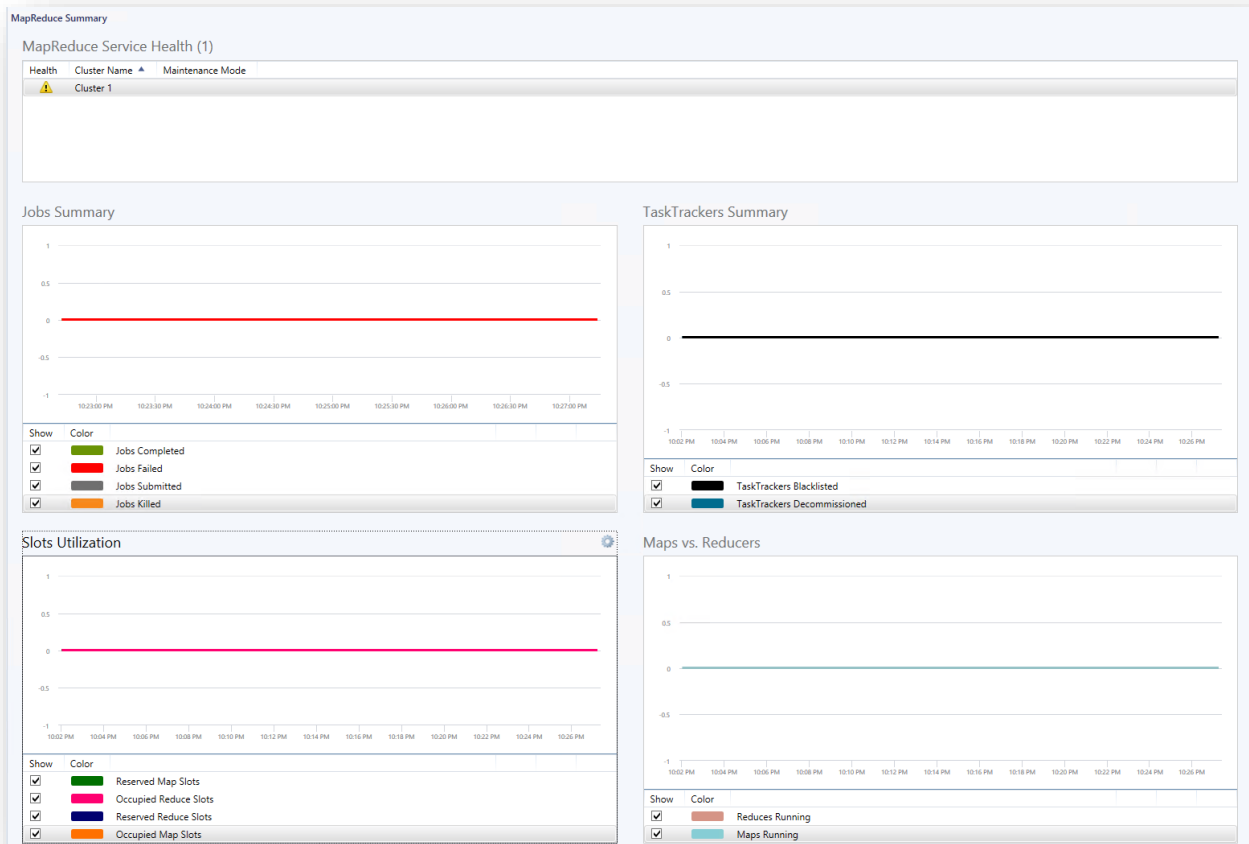 MapReduce Summary
MapReduce Service Health (1)
Health Cluster Name Maintenance Mode
Cluster 1
Jobs Summary
1
0.5
0
-0.5
-1
10:23:00 PM 10:23:30 PM 10:24:00 PM 10:24:30 PM 10:25:00 PM 10:25:30 PM 10:26:00 PM 10:26:30 PM 10:27:00 PM
Show Color
Jobs Completed
Jobs Failed
Jobs Submitted
Jobs Killed
TaskTrackers Summary
1
0.5
0
-0.5
-1
10:02 PM 10:04 PM 10:06 PM 10:08 PM 10:10 PM 10:12 PM 10:14 PM 10:16 PM 10:18 PM 10:20 PM 10:22 PM 10:24 PM 10:26 PM
Show Color
TaskTrackers Blacklisted
TaskTrackers Decommissioned
Slots Utilization
1
0.5
0
-0.5
-1
10:02 PM 10:04 PM 10:06 PM 10:08 PM 10:10 PM 10:12 PM 10:14 PM 10:16 PM 10:18 PM 10:20 PM 10:22 PM 10:24 PM 10:26 PM
Show Color
Reserved Map Slots
Occupied Reduce Slots
Reserved Reduce Slots
Occupied Map Slots
Maps vs. Reducers
1
0.5
0
-0.5
-1
10:02 PM 10:04 PM 10:06 PM 10:08 PM 10:10 PM 10:12 PM 10:14 PM 10:16 PM 10:18 PM 10:20 PM 10:22 PM 10:24 PM 10:26 PM
Show Color
Reduces Running
Maps Running